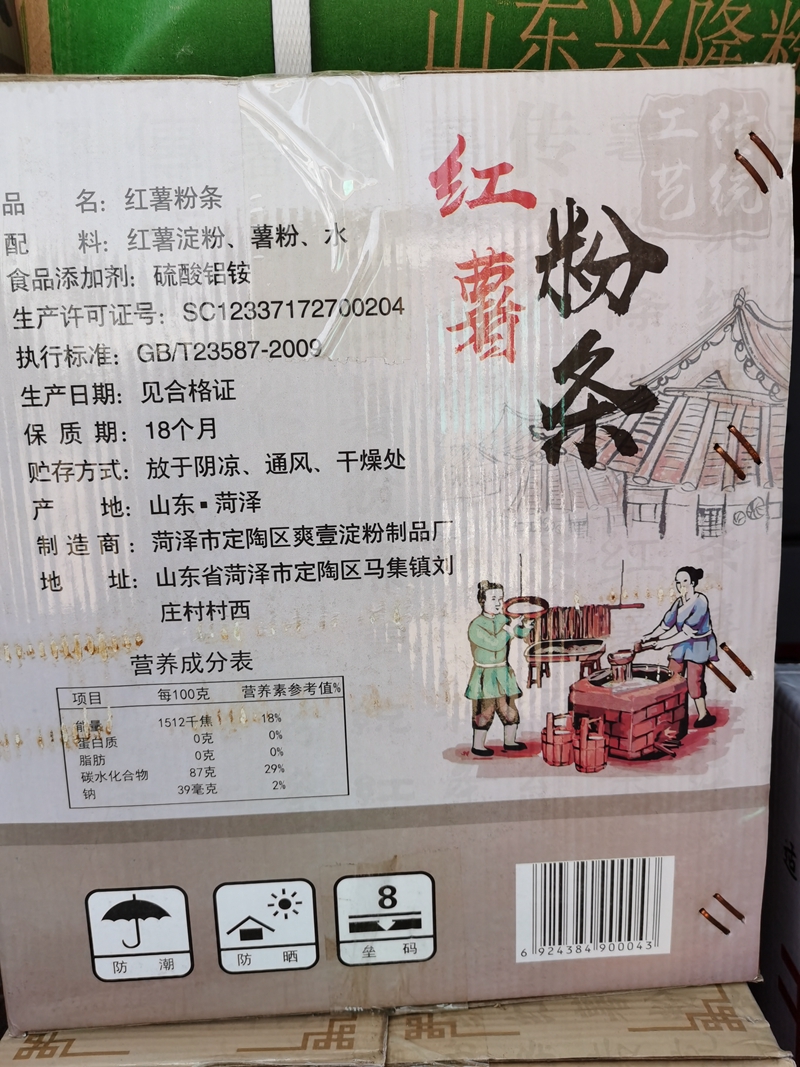 山东兴隆粉
传统
工艺
红薯
粉条
品 名：红薯粉条
配 料：红薯淀粉、薯粉、水
食品添加剂：硫酸铝铵
生产许可证号：SC12337172700204
执行标准：GB/T23587-2009
生产日期：见合格证
保 质 期：18个月
贮存方式：放于阴凉、通风、干燥处
产 地：山东▪菏泽
制 造 商：菏泽市定陶区爽壹淀粉制品厂
地 址：山东省菏泽市定陶区马集镇刘
庄村村西
营养成分表
项目 每100克 营养素参考值%
能量 1512千焦 18%
蛋白质 0克 0%
脂肪 0克 0%
碳水化合物 87克 29%
钠 39毫克 2%
防 潮
防 晒
8
垒 码
6 924384 900043